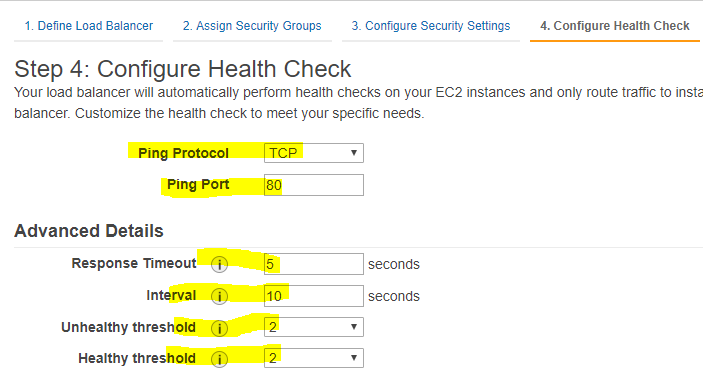 1. Define Load Balancer 2. Assign Security Groups 3. Configure Security Settings 4. Configure Health Check
Step 4: Configure Health Check
Your load balancer will automatically perform health checks on your EC2 instances and only route traffic to insta
balancer. Customize the health check to meet your specific needs.
Ping Protocol TCP
Ping Port 80
Advanced Details
Response Timeout i 5 seconds
Interval i 10 seconds
Unhealthy threshold i 2
Healthy threshold i 2